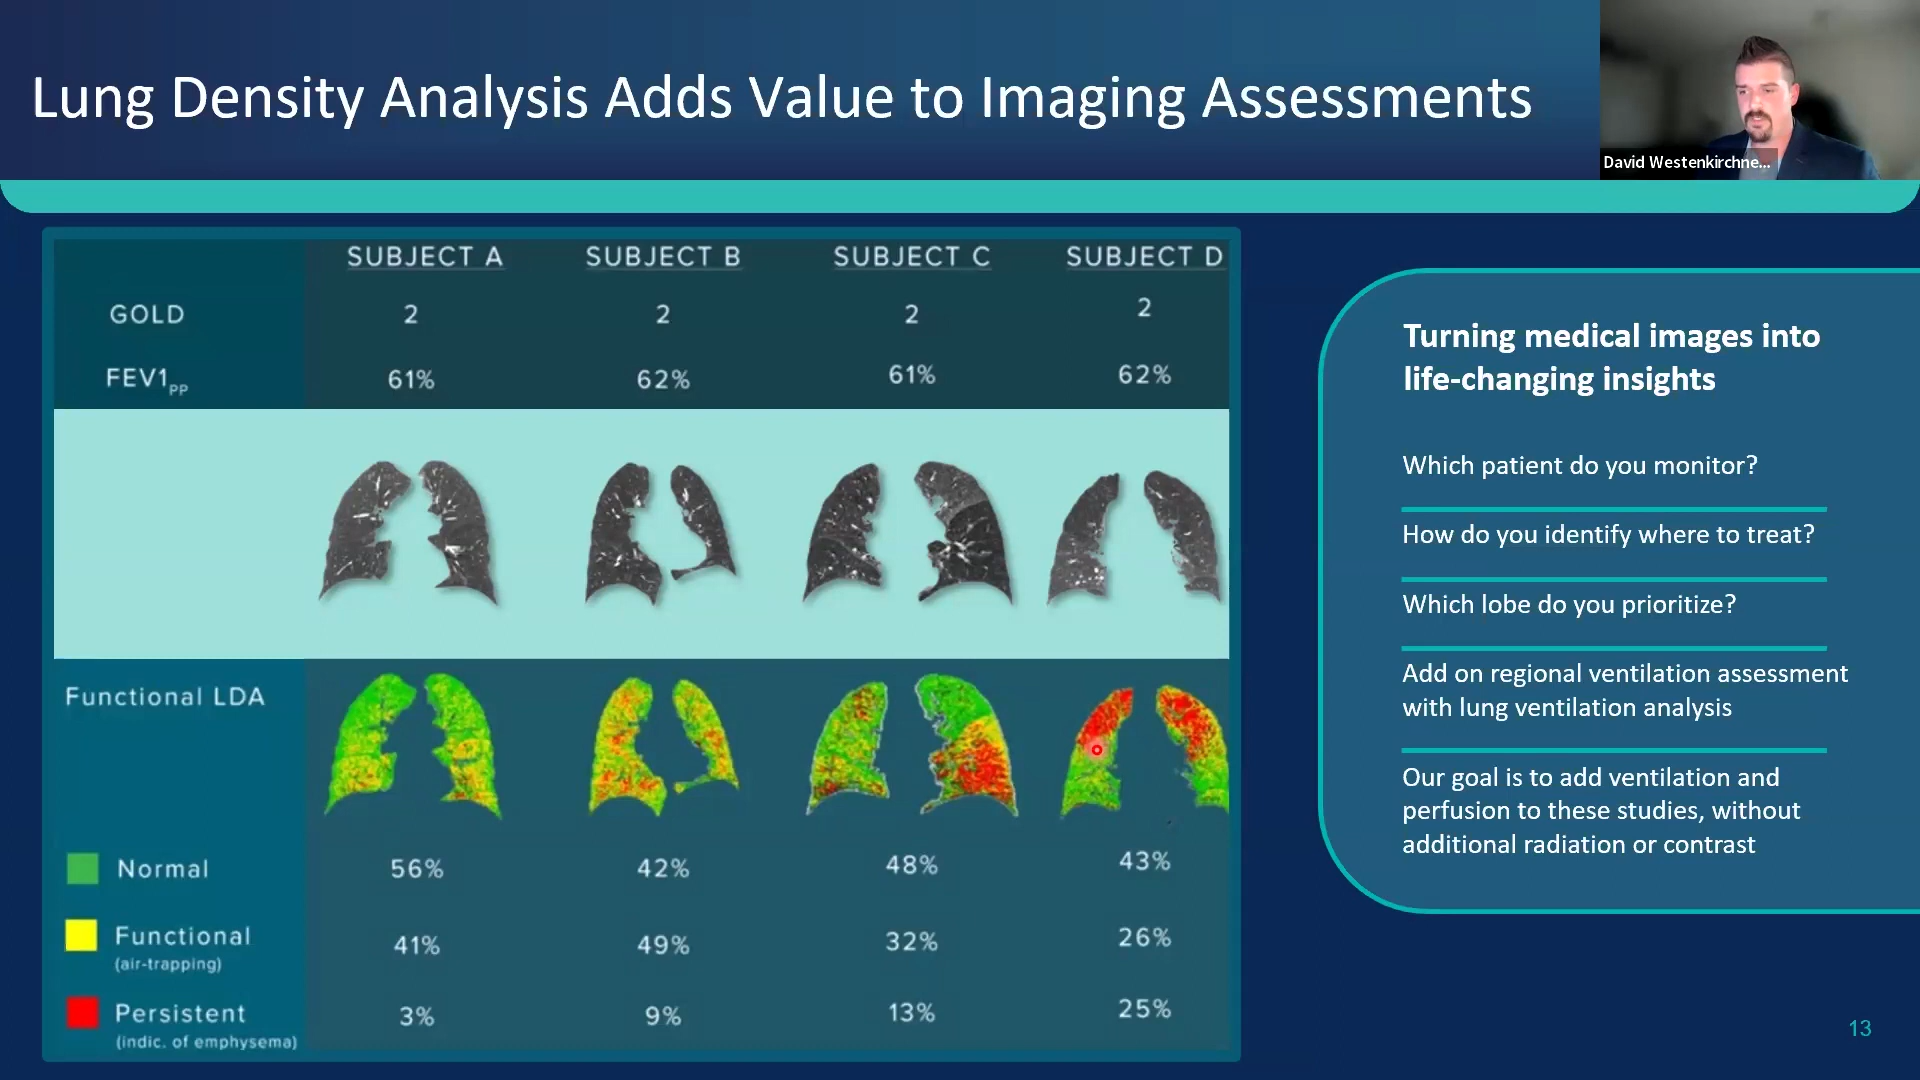 Lung Density Analysis Adds Value to Imaging Assessments
David Westenkirchne...
SUBJECT A SUBJECT B SUBJECT C SUBJECT D
GOLD 2 2 2 2
FEV1PP 61% 62% 61% 62%
Functional LDA
Normal 56% 42% 48% 43%
Functional 41% 49% 32% 26%
(air-trapping)
Persistent 3% 9% 13% 25%
(indic. of emphysema)
Turning medical images into
life-changing insights
Which patient do you monitor?
How do you identify where to treat?
Which lobe do you prioritize?
Add on regional ventilation assessment
with lung ventilation analysis
Our goal is to add ventilation and
perfusion to these studies, without
additional radiation or contrast
13